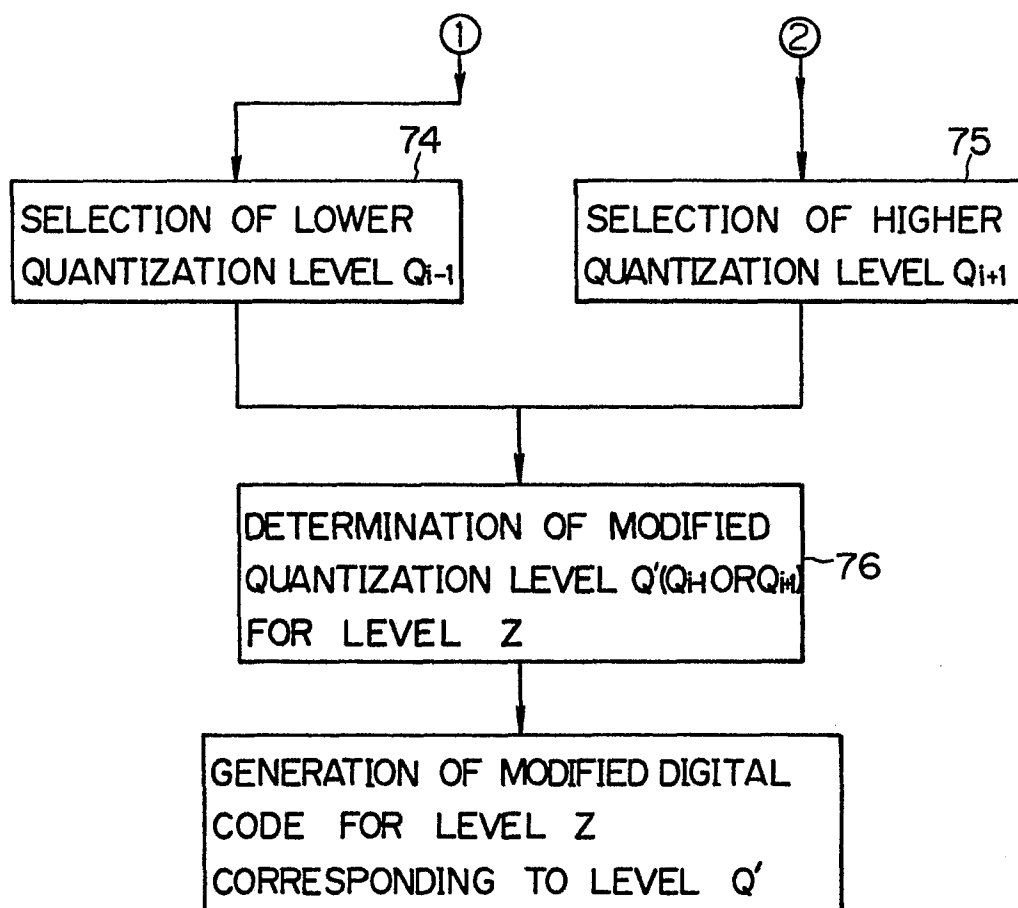 ① ②
74
SELECTION OF LOWER
QUANTIZATION LEVEL Qi-1
75
SELECTION OF HIGHER
QUANTIZATION LEVEL Qi+1
DETERMINATION OF MODIFIED
QUANTIZATION LEVEL Q'(Qi-1 OR Qi+1)
FOR LEVEL Z
76
GENERATION OF MODIFIED DIGITAL
CODE FOR LEVEL Z
CORRESPONDING TO LEVEL Q'